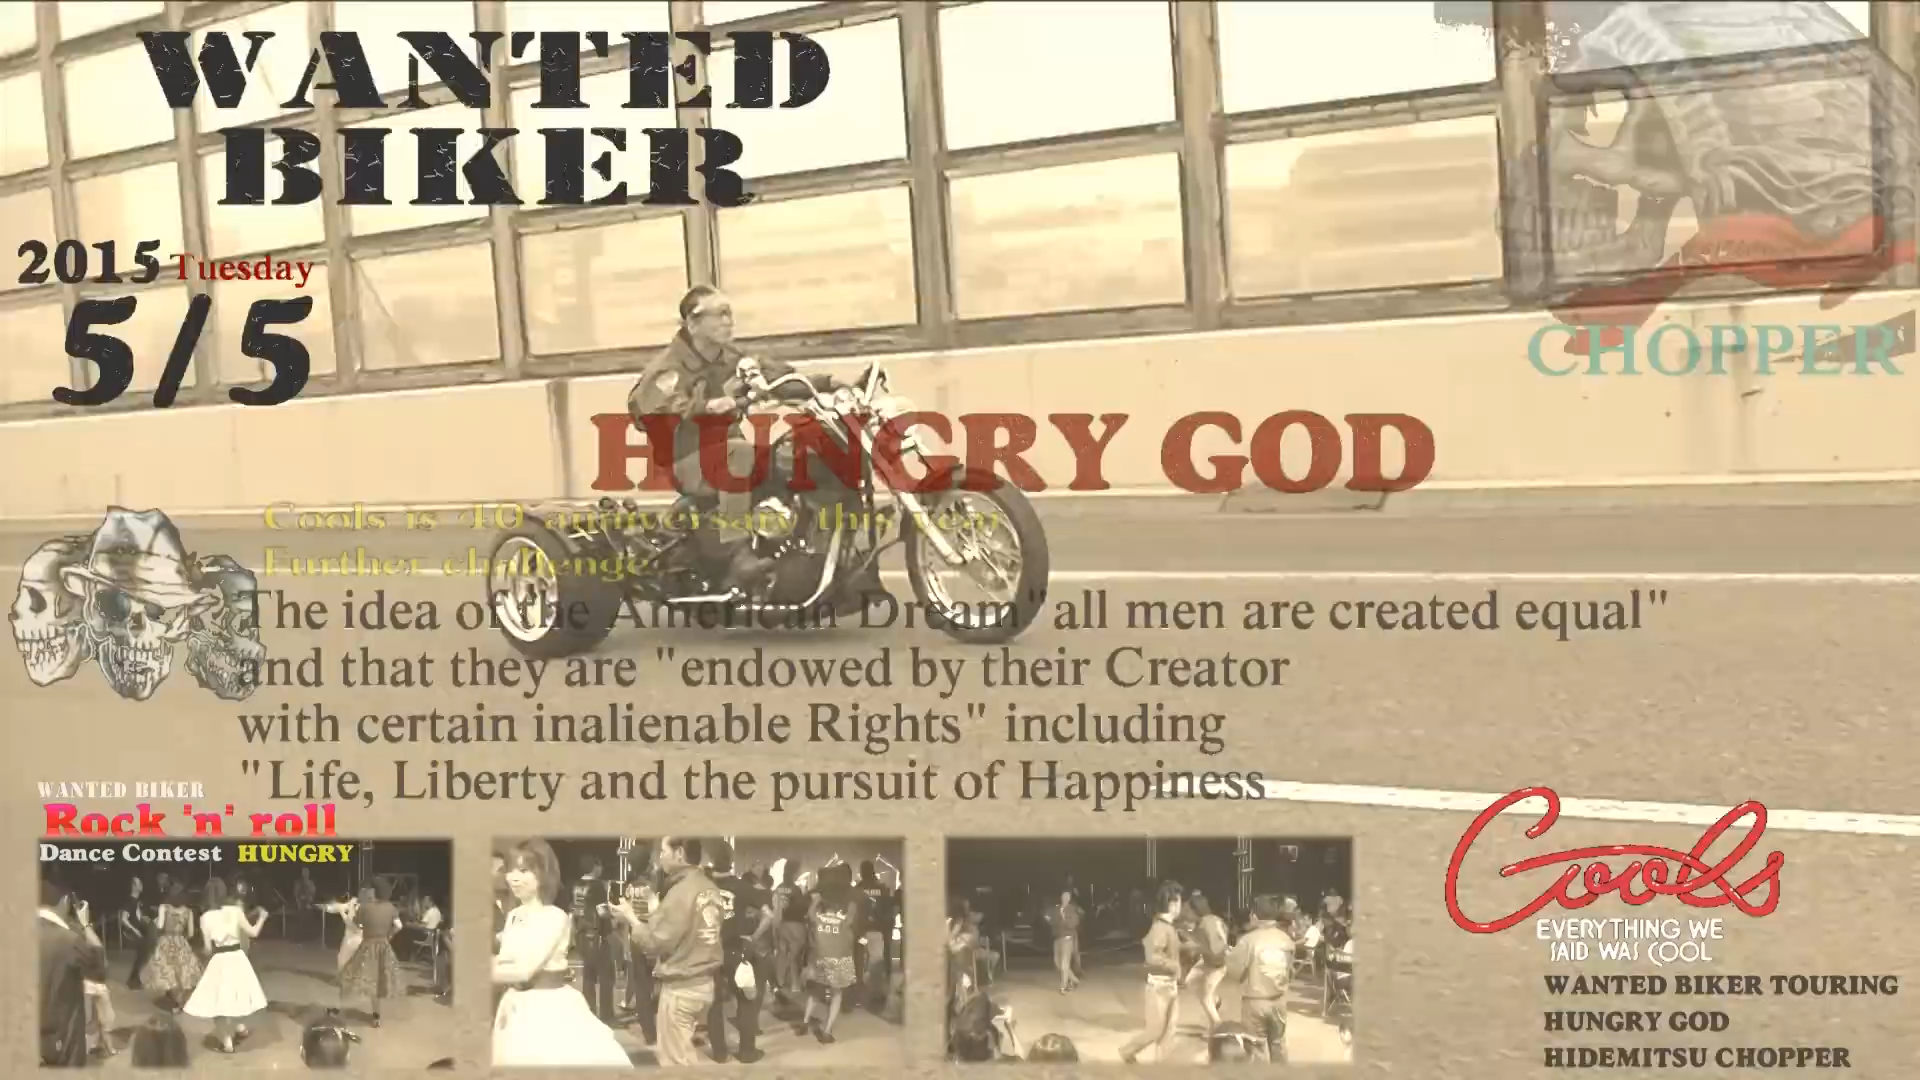 WANTED
BIKER
2015 Tuesday
5/5
CHOPPER
HUNGRY GOD
Cools is 40 anniversary this year
Further challenge
The idea of the American Dream "all men are created equal"
and that they are "endowed by their Creator
with certain inalienable Rights" including
"Life, Liberty and the pursuit of Happiness
WANTED BIKER
Rock 'n' roll
Dance Contest HUNGRY
Cools
EVERYTHING WE
SAID WAS COOL
WANTED BIKER TOURING
HUNGRY GOD
HIDEMITSU CHOPPER